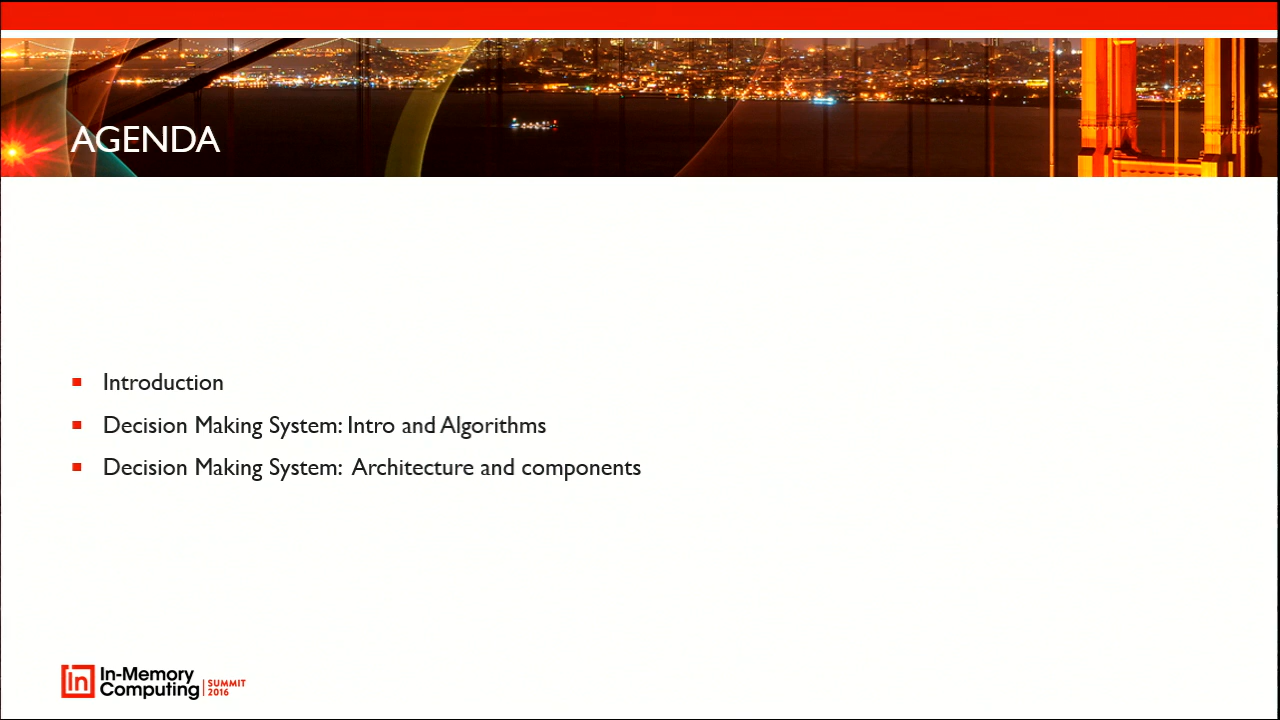 AGENDA
Introduction
Decision Making System: Intro and Algorithms
Decision Making System: Architecture and components
in In-Memory
Computing
SUMMIT
2016